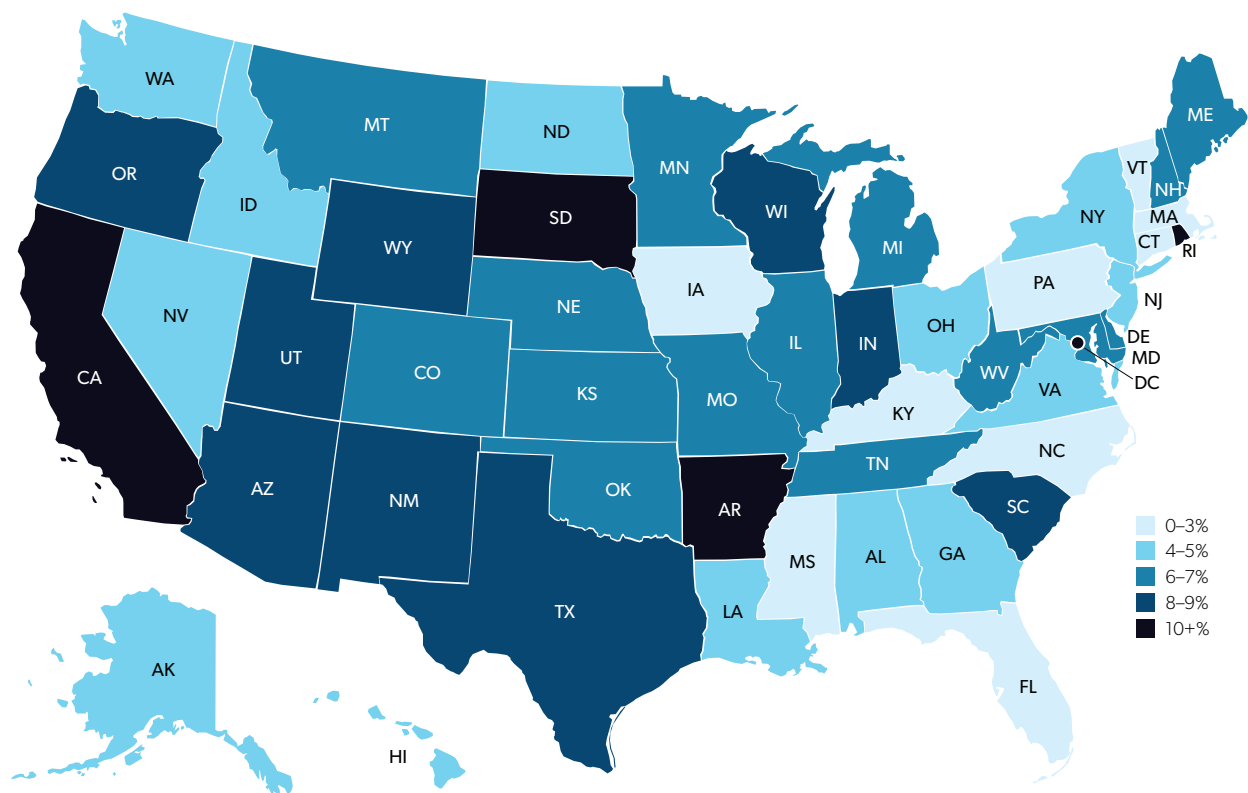 WA
MT
ND
MN
ME
OR
ID
SD
WI
VT
NH
NY
MA
WY
MI
CT
RI
IA
PA
NE
NJ
NV
OH
UT
IL
IN
DE
MD
CO
WV
DC
CA
KS
MO
VA
KY
NC
TN
AZ
NM
OK
AR
SC
MS
AL
GA
TX
LA
0–3%
4–5%
6–7%
8–9%
10+%
AK
FL
HI